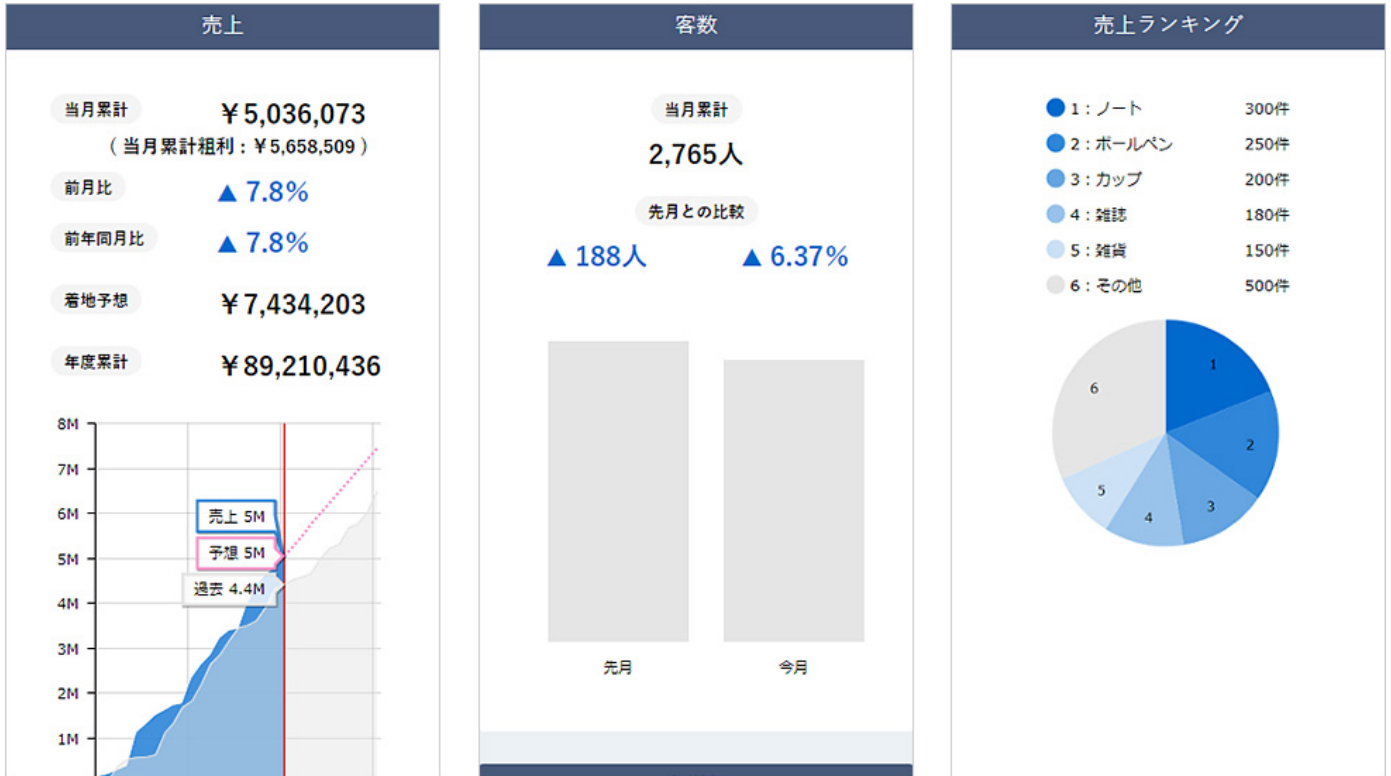 売上
当月累計 ¥5,036,073
(当月累計粗利:¥5,658,509)
前月比 ▲ 7.8%
前年同月比 ▲ 7.8%
着地予想 ¥7,434,203
年度累計 ¥89,210,436
8M
7M
6M
5M
4M
3M
2M
1M
売上 5M
予想 5M
過去 4.4M
客数
当月累計
2,765人
先月との比較
▲ 188人 ▲ 6.37%
先月 今月
売上ランキング
1:ノート 300件
2:ボールペン 250件
3:カップ 200件
4:雑誌 180件
5:雑貨 150件
6:その他 500件
1
2
3
4
5
6